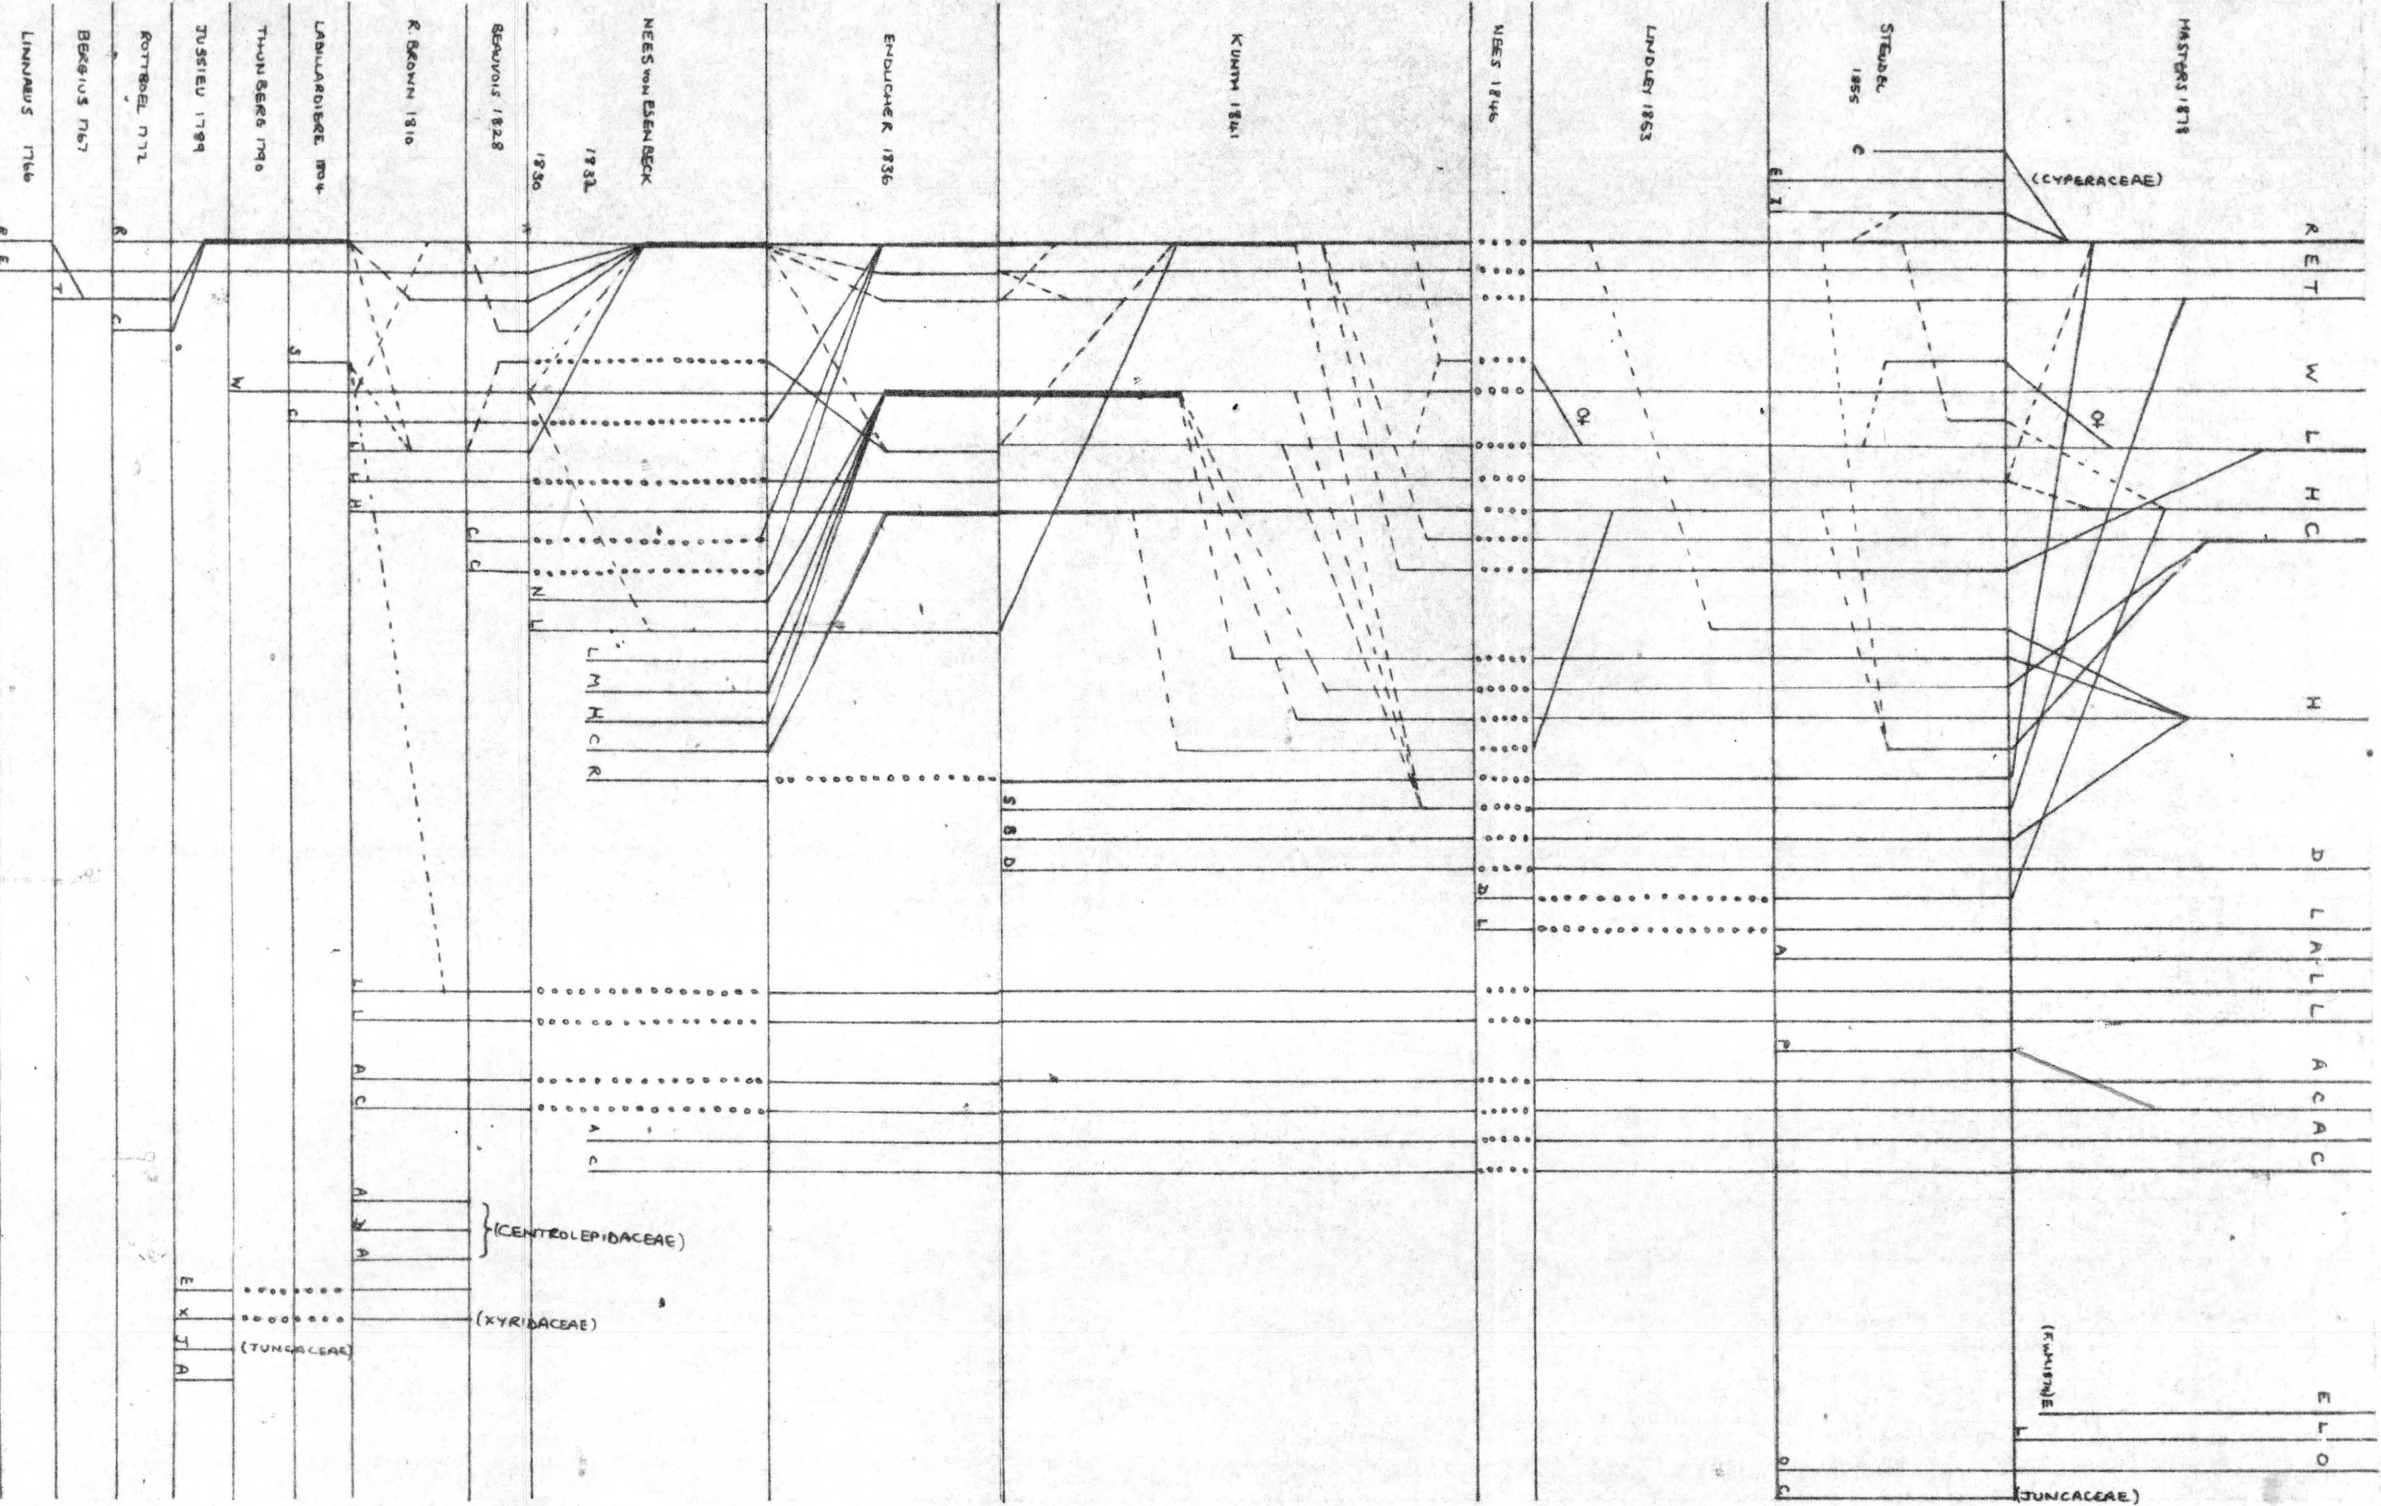 LINNAEUS 1766
BERGIUS 1767
ROTTBOEL 1772
JUSSIEU 1789
THUNBERG 1790
LABILLARDIERE 1804
R. BROWN 1810
BEAUVOIS 1828
NEES VON ESENBECK
1830
1832
ENDLICHER 1836
KUNTH 1841
NEES 1846
LINDLEY 1853
STEUDEL
1855
MASTERS 1878
C
E
I
(CYPERACEAE)
R
E
T
W
L
H
C
H
D
L
A
L
L
A
C
A
C
E
L
O
R
E
T
R
C
S
W
C
L
L
H
C
C
N
L
L
M
H
C
R
S
B
D
A
L
A
L
L
P
A
C
A
C
A
A
A
(CENTROLEPIDACEAE)
E
X
(XYRIDACEAE)
J
(JUNCACEAE)
A
♀
♀
L
O
C
(JUNCACEAE)